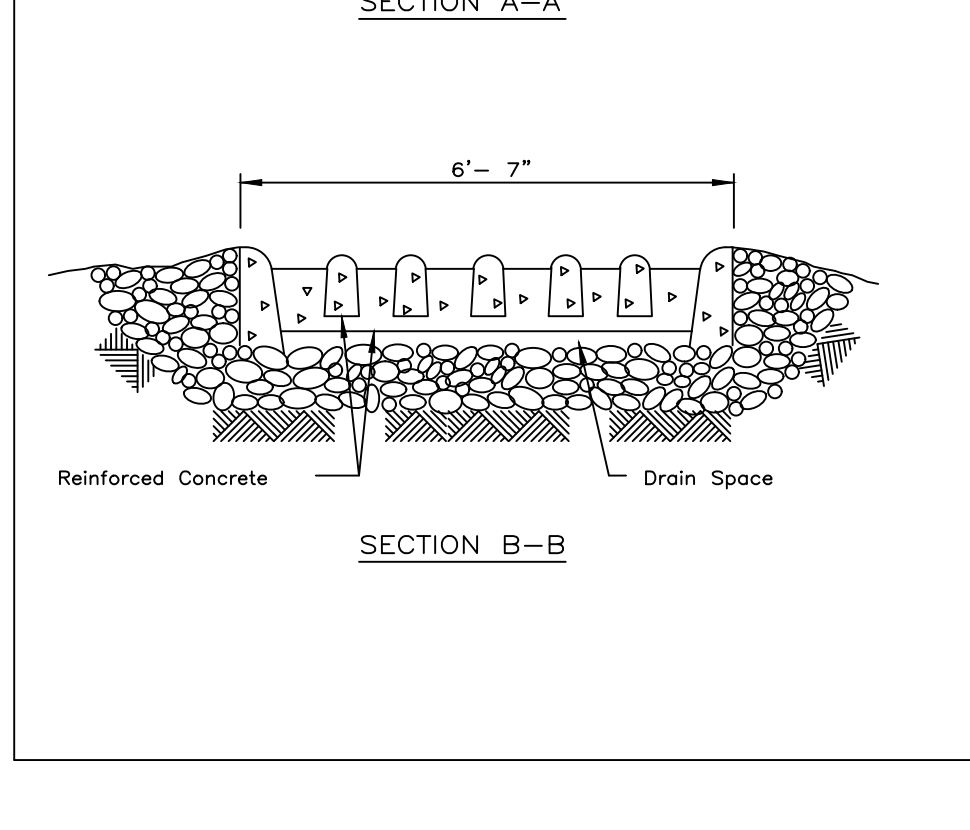 SECTION A–A
6'– 7"
Reinforced Concrete
Drain Space
SECTION B–B